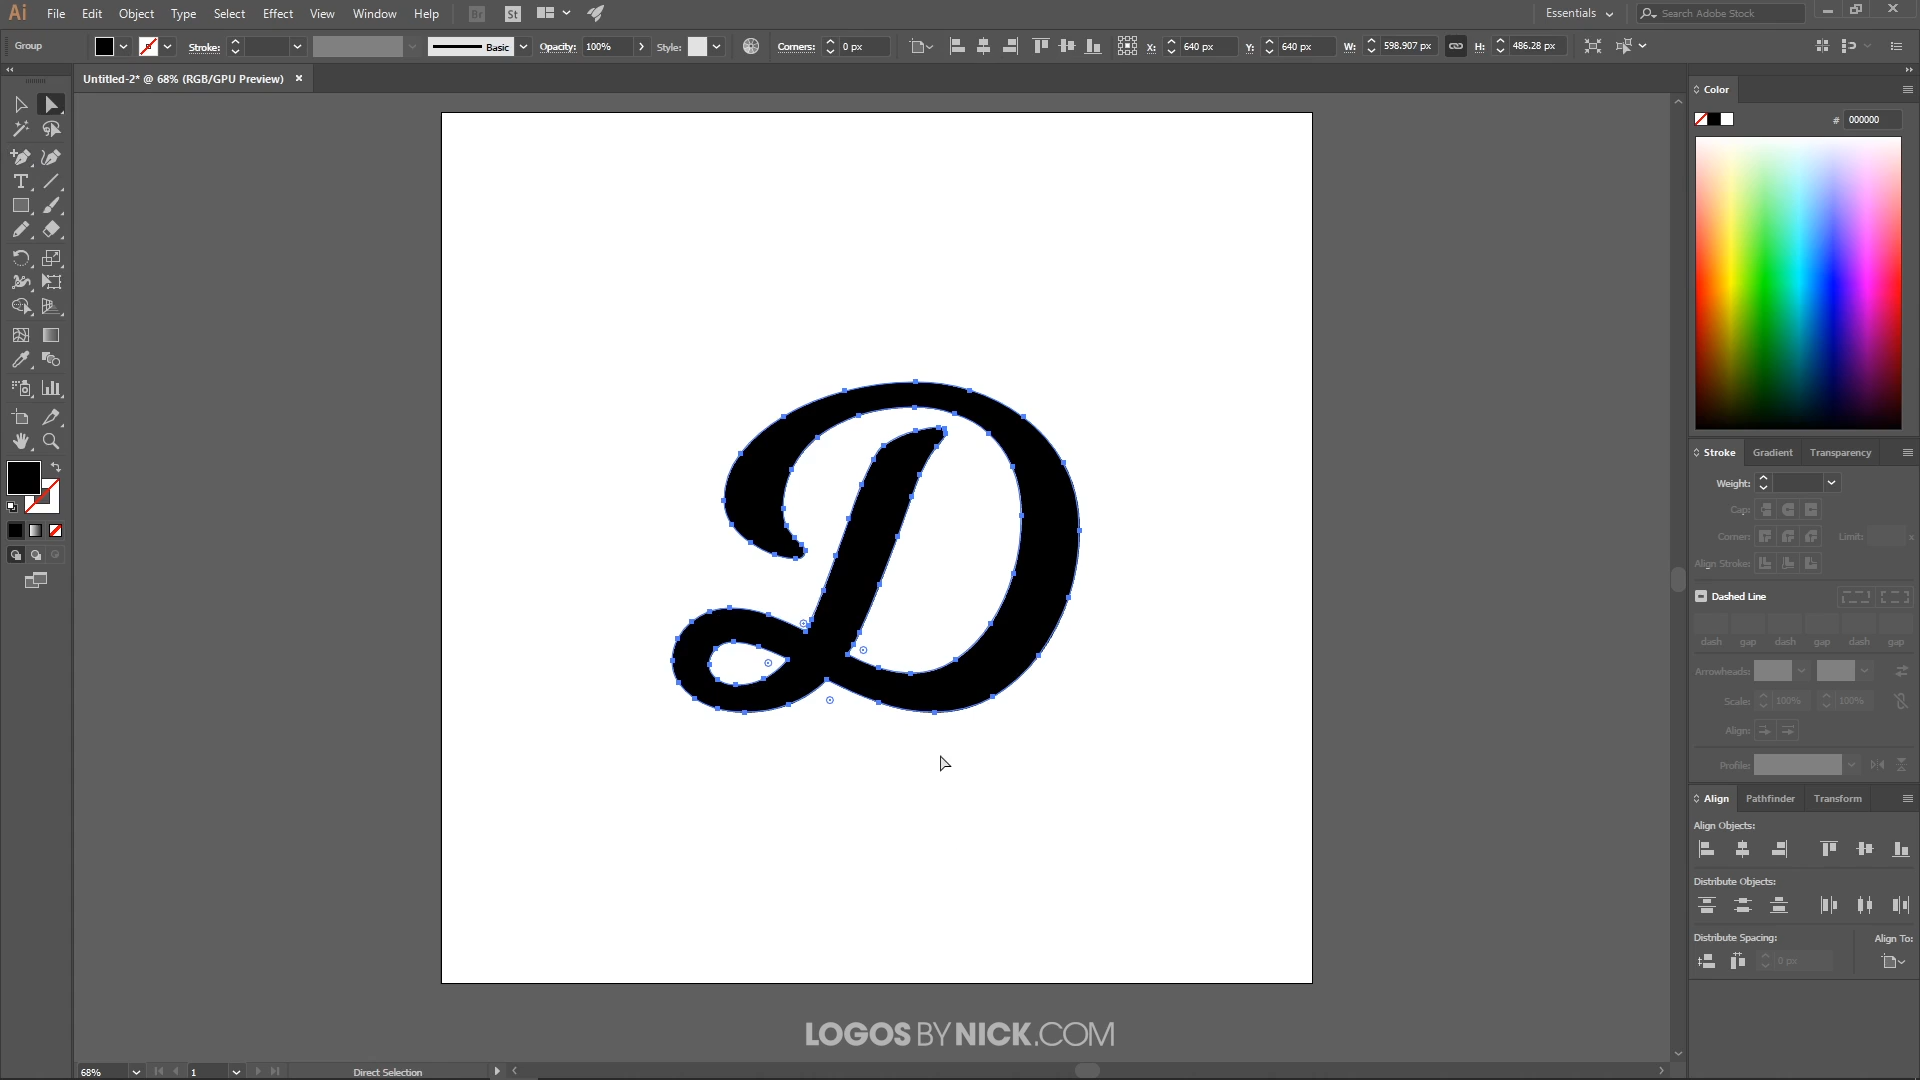 Ai File Edit Object Type Select Effect View Window Help Br St Essentials Search Adobe Stock
Group Stroke: Basic Opacity: 100% Style: Corners: 0 px X: 640 px Y: 640 px W: 598.907 px H: 486.28 px
Untitled-2* @ 68% (RGB/GPU Preview) ×
Color
# 000000
D
Stroke Gradient Transparency
Weight:
Cap:
Corner: Limit: x
Align Stroke:
Dashed Line
dash gap dash gap dash gap
Arrowheads:
Scale: 100% 100%
Align:
Profile:
Align Pathfinder Transform
Align Objects:
Distribute Objects:
Distribute Spacing: Align To:
0 px
LOGOS BY NICK.COM
68% 1 Direct Selection